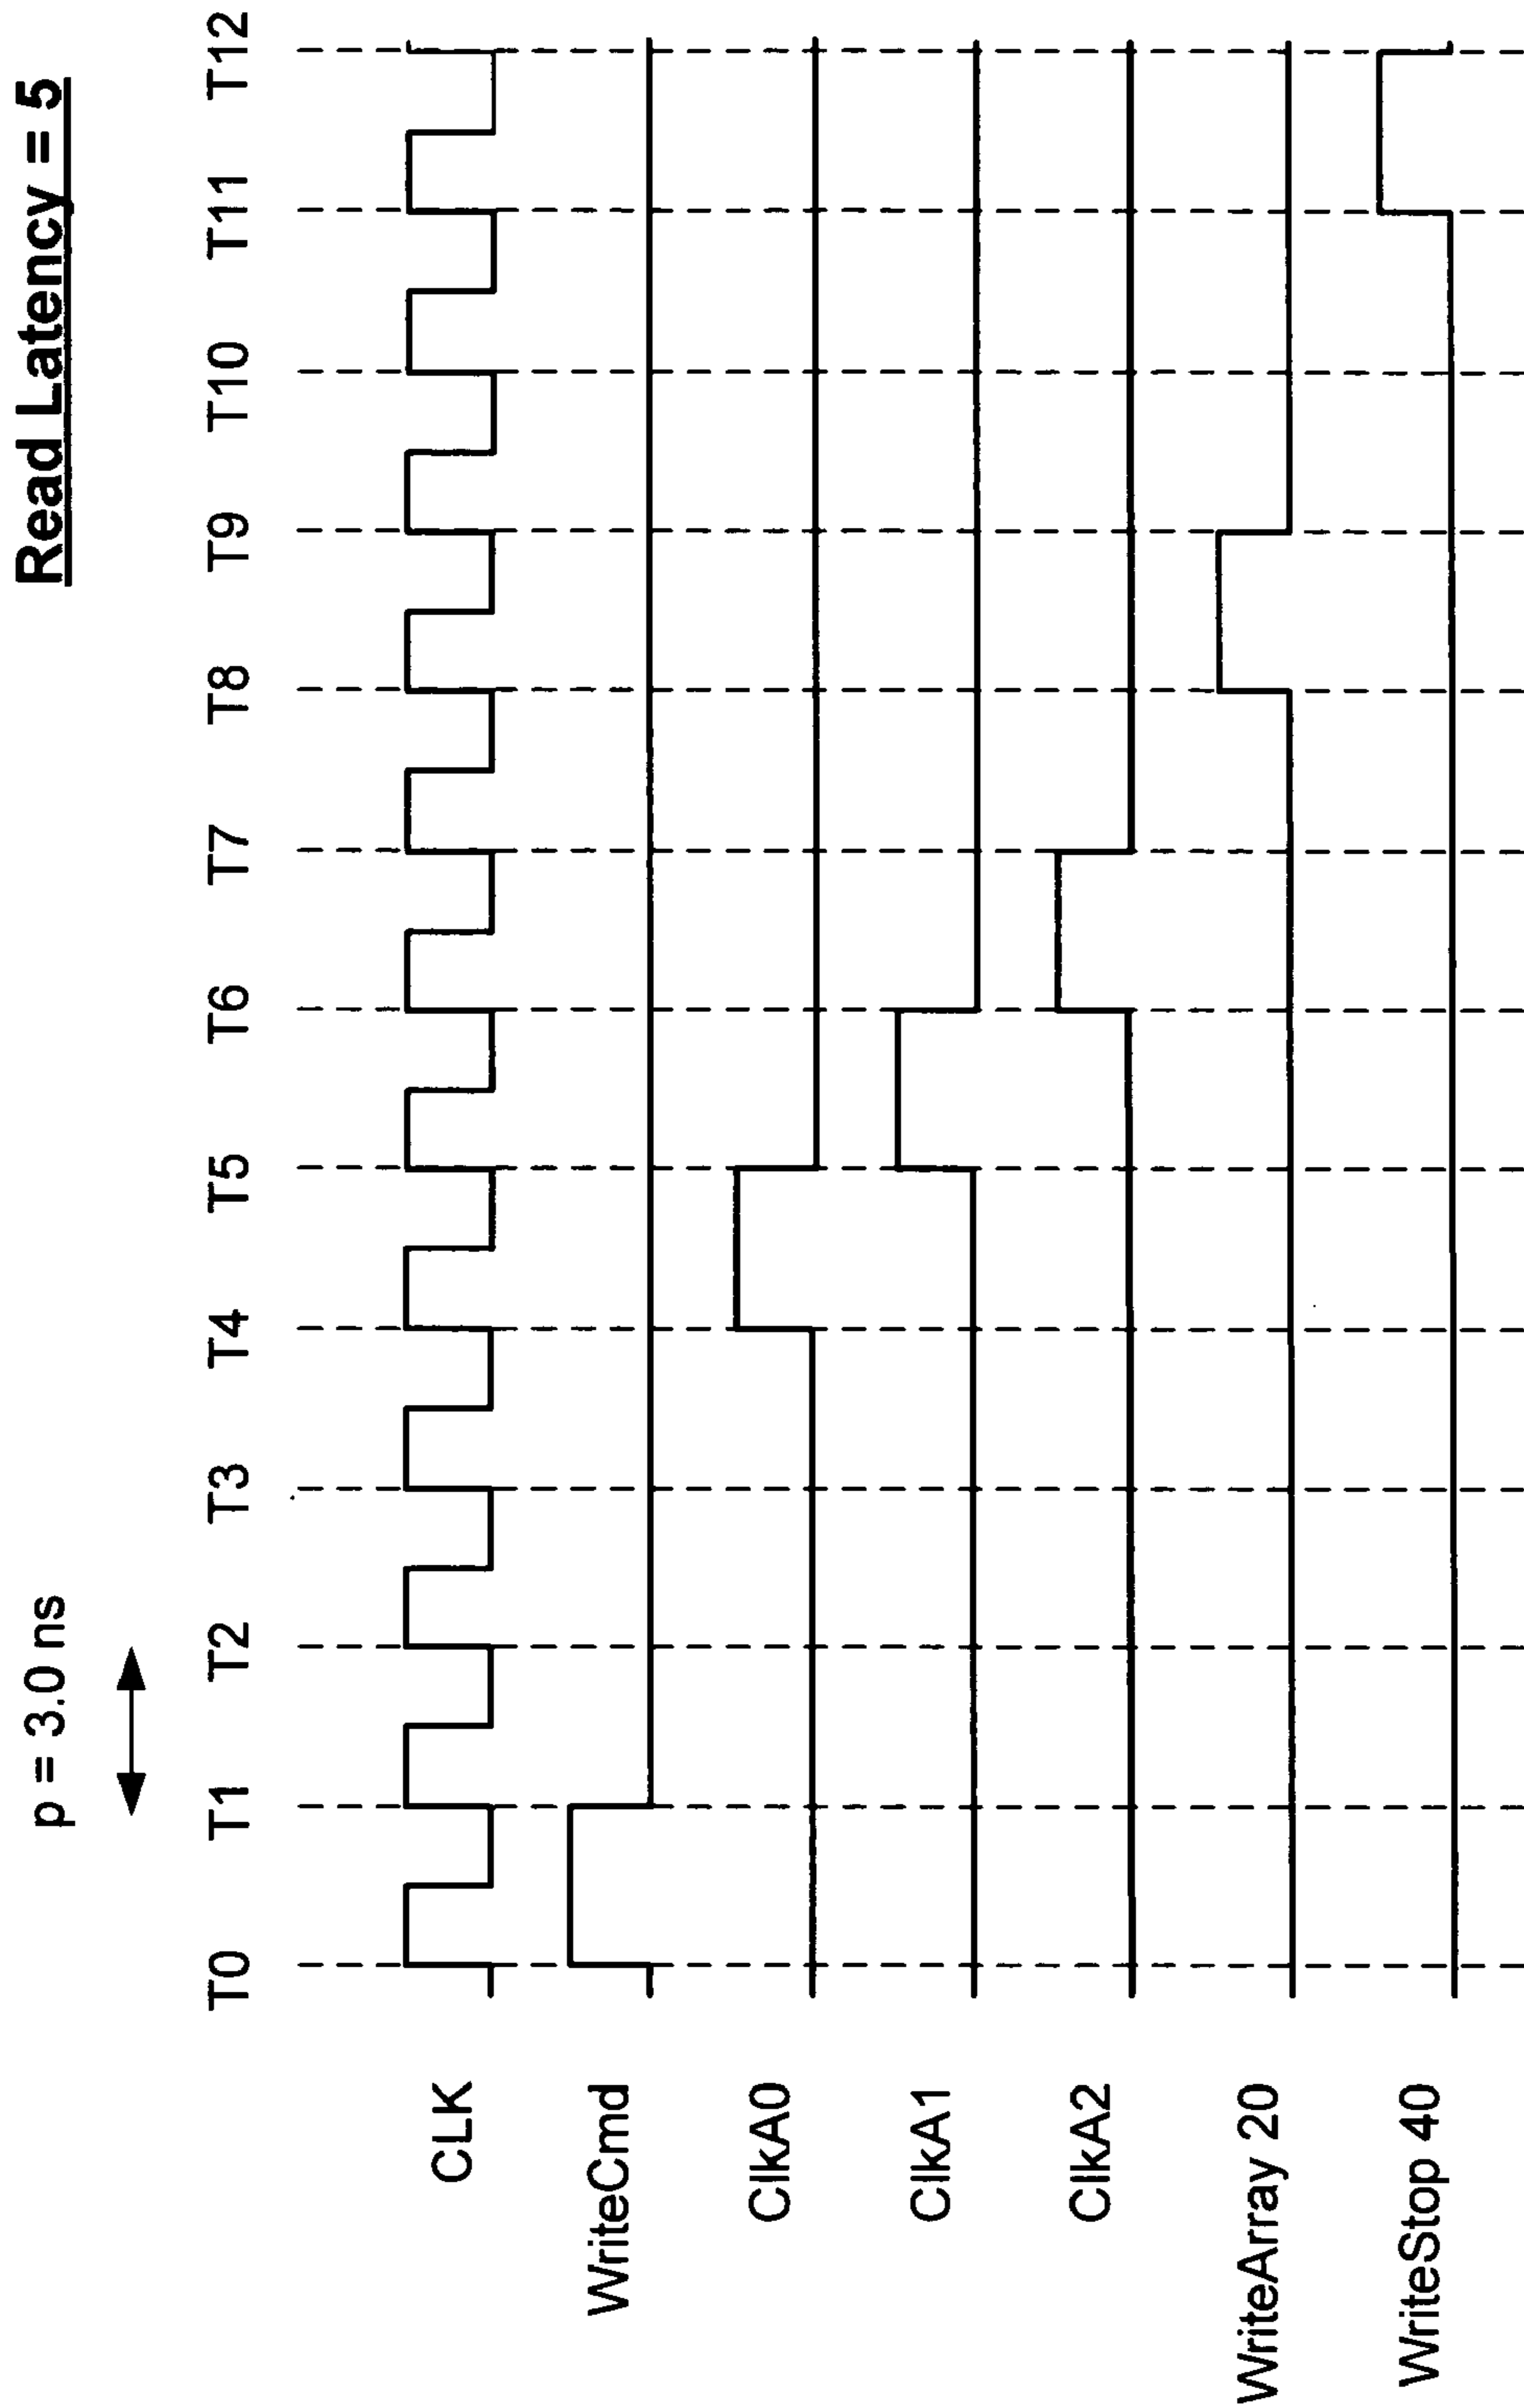 Read Latency = 5
p = 3.0 ns
T0 T1 T2 T3 T4 T5 T6 T7 T8 T9 T10 T11 T12
CLK
WriteCmd
ClkA0
ClkA1
ClkA2
WriteArray 20
WriteStop 40